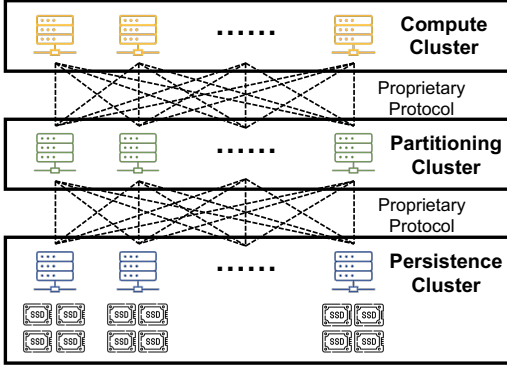 ......
Compute
Cluster
Proprietary
Protocol
......
Partitioning
Cluster
Proprietary
Protocol
......
Persistence
Cluster
SSD SSD SSD SSD SSD SSD
SSD SSD SSD SSD SSD SSD